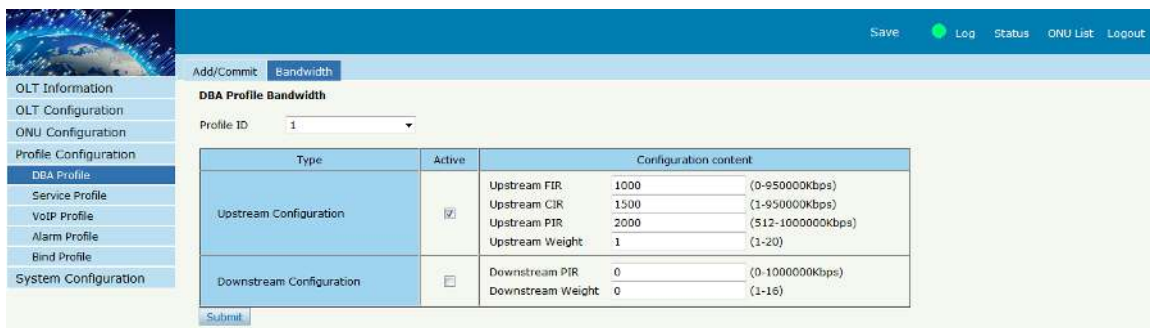 Save Log Status ONU List Logout
Add/Commit Bandwidth
OLT Information
OLT Configuration
ONU Configuration
Profile Configuration
DBA Profile
Service Profile
VoIP Profile
Alarm Profile
Bind Profile
System Configuration
DBA Profile Bandwidth
Profile ID 1
Type Active Configuration content
Upstream Configuration
Upstream FIR 1000 (0-950000Kbps)
Upstream CIR 1500 (1-950000Kbps)
Upstream PIR 2000 (512-1000000Kbps)
Upstream Weight 1 (1-20)
Downstream Configuration
Downstream PIR 0 (0-1000000Kbps)
Downstream Weight 0 (1-16)
Submit